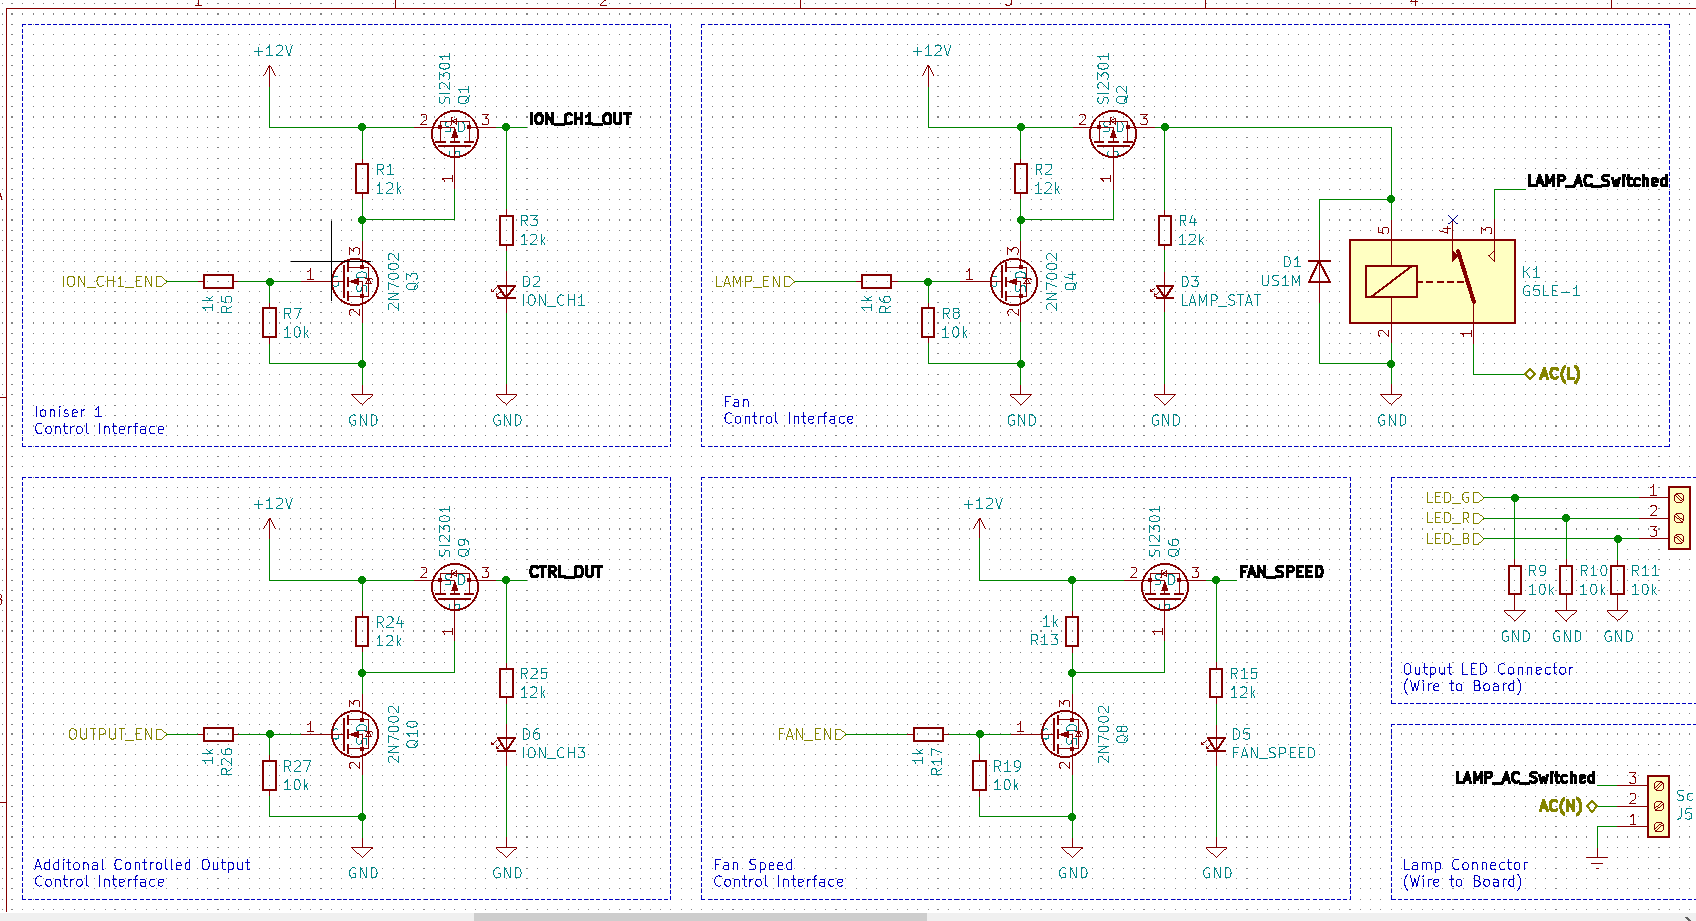 1
2
3
4
+12V
SI2301
Q1
2
3
ION_CH1_OUT
R1
12k
1
R3
12k
ION_CH1_END
1k
R5
1
3
2
2N7002
Q3
R7
10k
D2
ION_CH1
GND
GND
Ioniser 1
Control Interface
+12V
SI2301
Q2
2
3
R2
12k
1
R4
12k
LAMP_END
1k
R6
1
3
2
2N7002
Q4
R8
10k
D3
LAMP_STAT
GND
GND
D1
US1M
5
4
3
2
1
K1
G5LE-1
LAMP_AC_Switched
AC(L)
GND
Fan
Control Interface
+12V
SI2301
Q9
2
3
CTRL_OUT
R24
12k
1
R25
12k
OUTPUT_END
1k
R26
1
3
2
2N7002
Q10
R27
10k
D6
ION_CH3
GND
GND
Additonal Controlled Output
Control Interface
+12V
SI2301
Q6
2
3
FAN_SPEED
1k
R13
1
R15
12k
FAN_END
1k
R17
1
3
2
2N7002
Q8
R19
10k
D5
FAN_SPEED
GND
GND
Fan Speed
Control Interface
LED_G
LED_R
LED_B
1
2
3
R9
10k
R10
10k
R11
10k
GND
GND
GND
Output LED Connector
(Wire to Board)
LAMP_AC_Switched
AC(N)
3
2
1
Sc
J5
Lamp Connector
(Wire to Board)